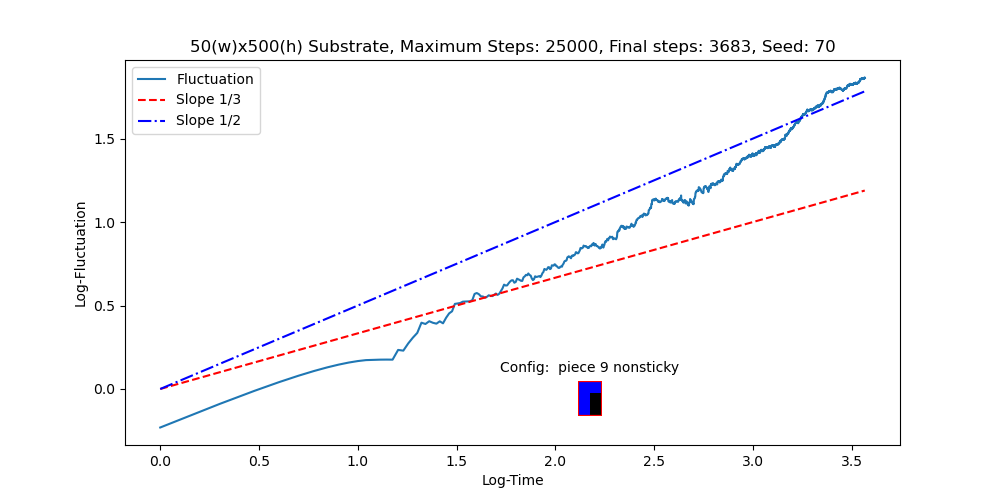 50(w)x500(h) Substrate, Maximum Steps: 25000, Final steps: 3683, Seed: 70
Fluctuation
Slope 1/3
Slope 1/2
1.5
1.0
0.5
0.0
Log-Fluctuation
Config:  piece 9 nonsticky
0.0 0.5 1.0 1.5 2.0 2.5 3.0 3.5
Log-Time